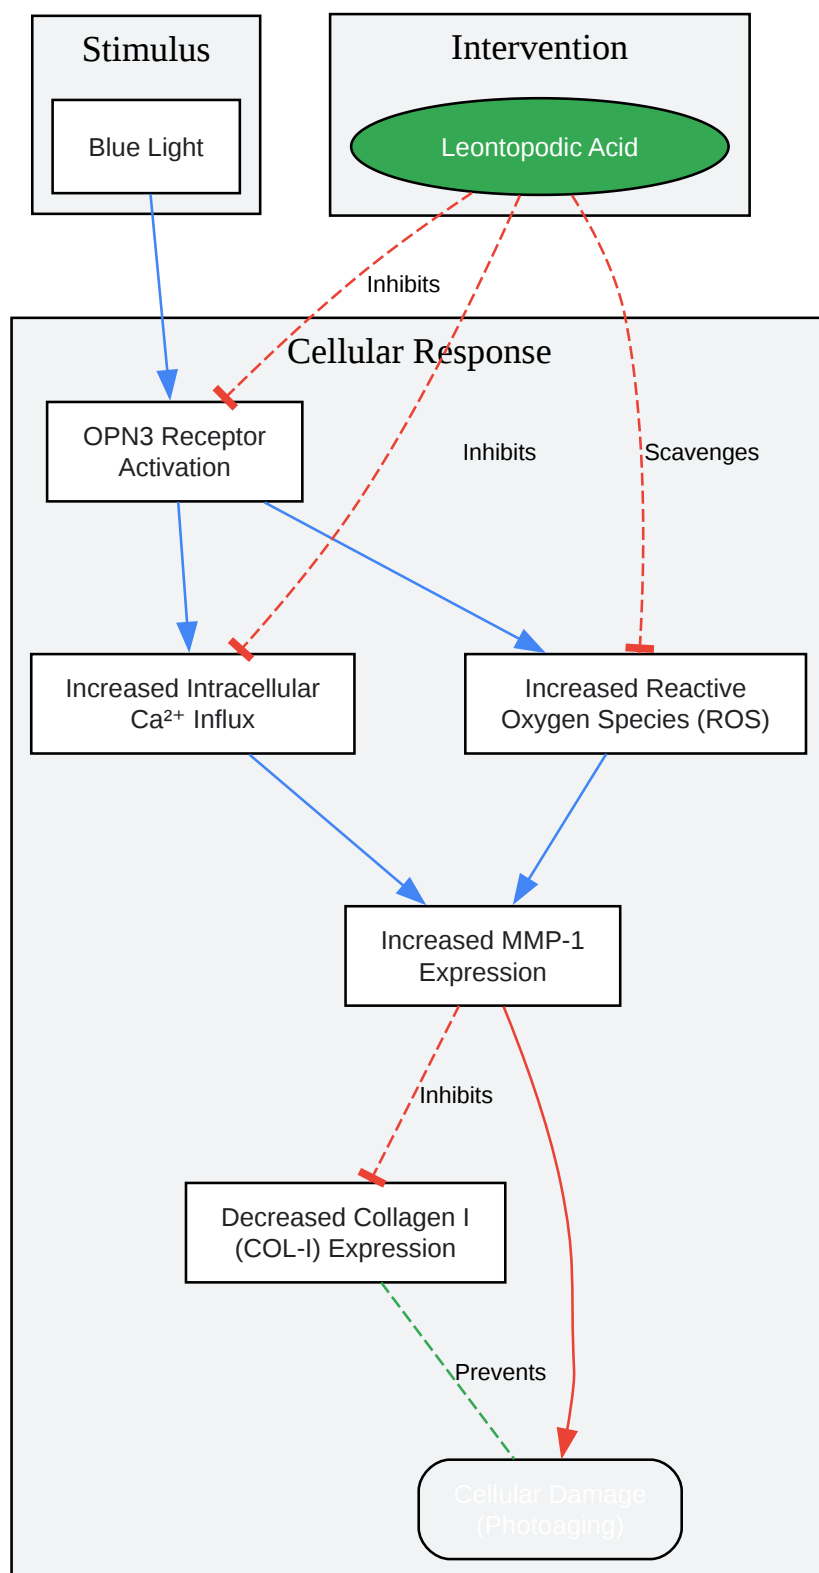 Stimulus
Intervention
Blue Light
Leontopodic Acid
Inhibits
Cellular Response
OPN3 Receptor
Activation
Inhibits
Scavenges
Increased Intracellular
Ca²⁺ Influx
Increased Reactive
Oxygen Species (ROS)
Increased MMP-1
Expression
Inhibits
Decreased Collagen I
(COL-I) Expression
Prevents
Cellular Damage
(Photoaging)